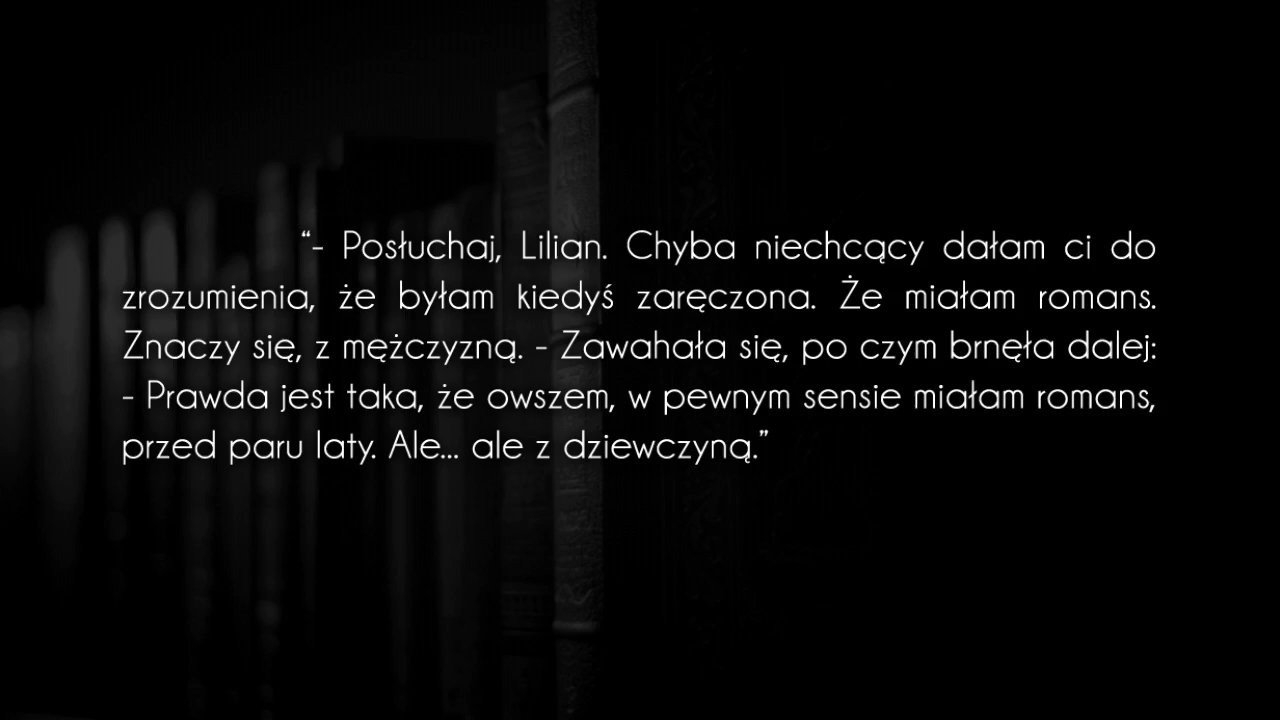 “- Posłuchaj, Lilian. Chyba niechcący dałam ci do
zrozumienia, że byłam kiedyś zaręczona. Że miałam romans.
Znaczy się, z mężczyzną. - Zawahała się, po czym brnęła dalej:
- Prawda jest taka, że owszem, w pewnym sensie miałam romans,
przed paru laty. Ale... ale z dziewczyną.”